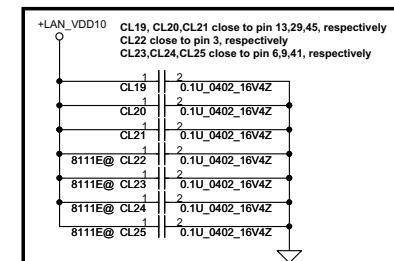 +LAN_VDD10
CL19, CL20,CL21 close to pin 13,29,45, respectively
CL22 close to pin 3, respectively
CL23,CL24,CL25 close to pin 6,9,41, respectively
1 2
CL19 0.1U_0402_16V4Z
1 2
CL20 0.1U_0402_16V4Z
1 2
CL21 0.1U_0402_16V4Z
1 2
8111E@ CL22 0.1U_0402_16V4Z
1 2
8111E@ CL23 0.1U_0402_16V4Z
1 2
8111E@ CL24 0.1U_0402_16V4Z
1 2
8111E@ CL25 0.1U_0402_16V4Z